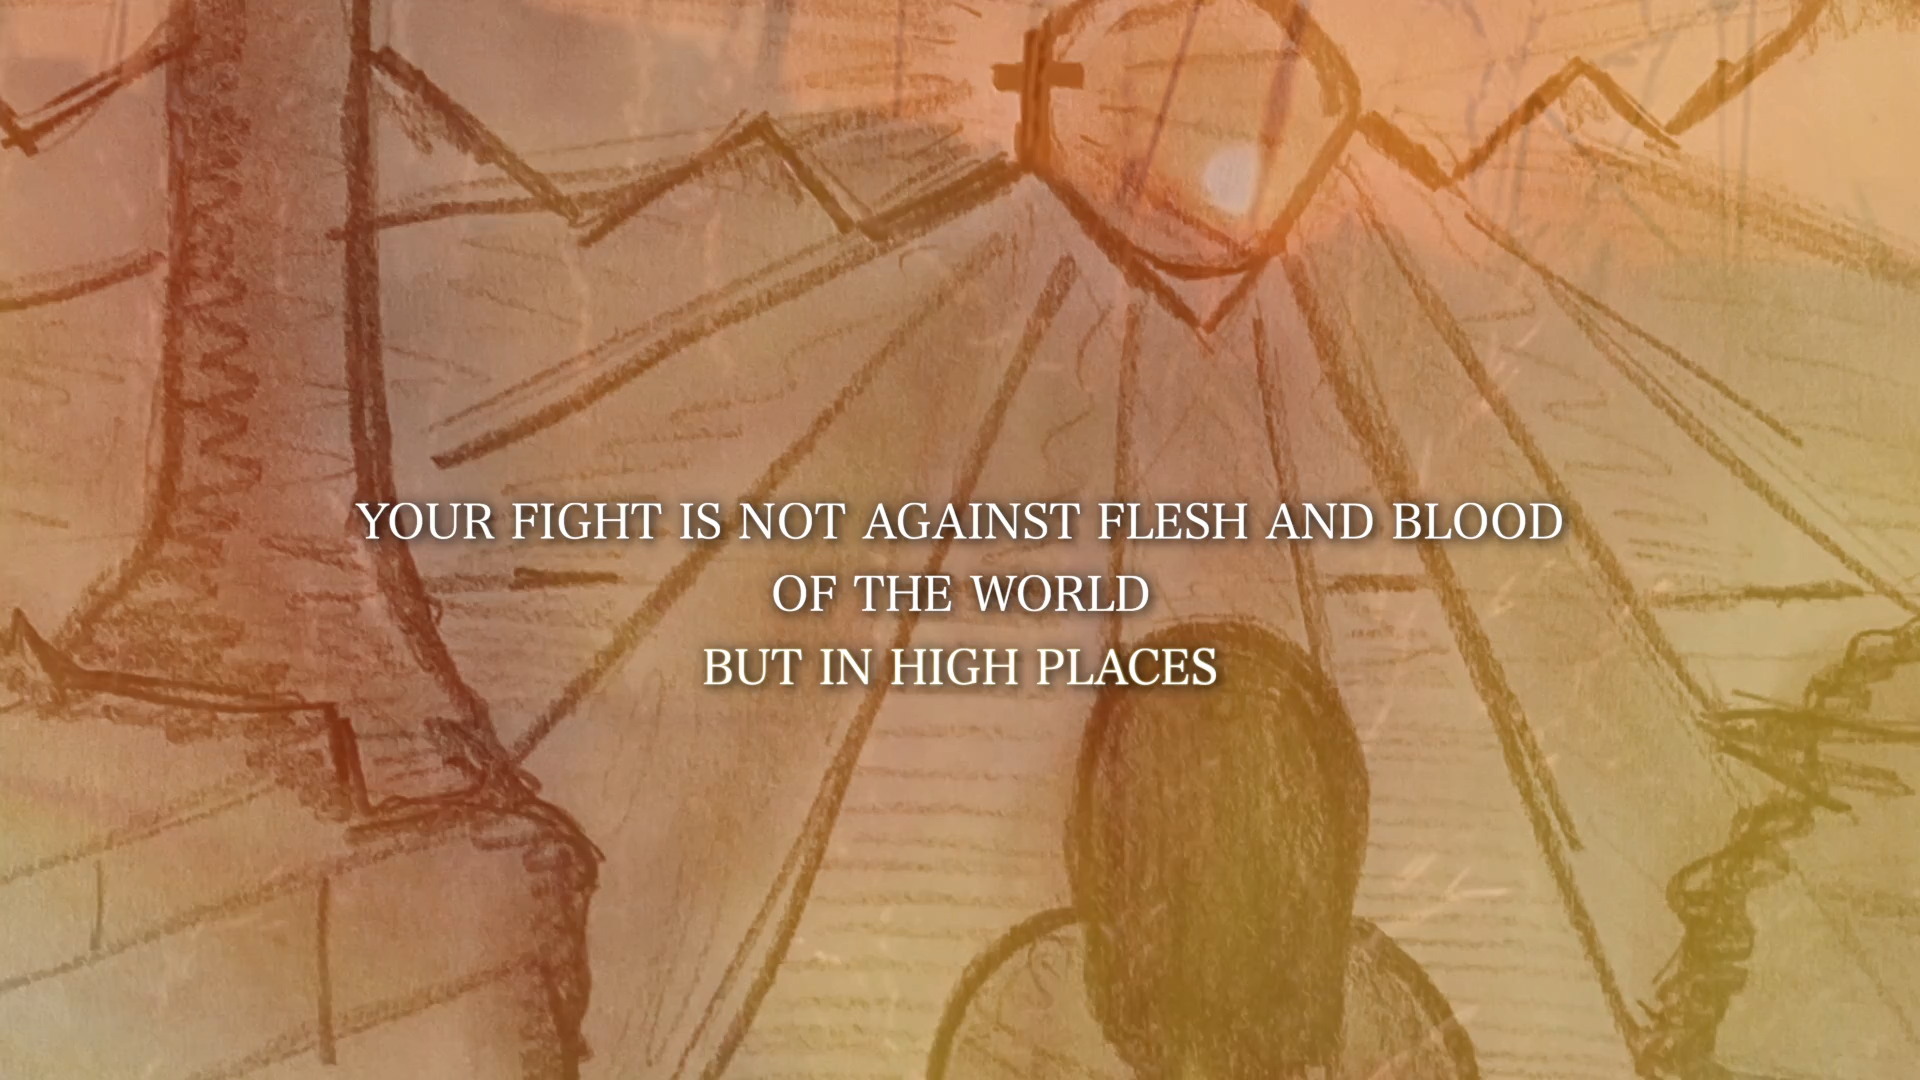 YOUR FIGHT IS NOT AGAINST FLESH AND BLOOD
OF THE WORLD
BUT IN HIGH PLACES